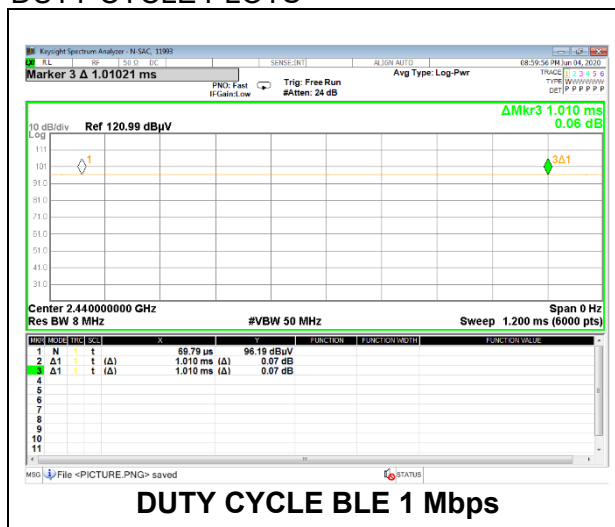 DUTY CYCLE PLOTS
Keysight Spectrum Analyzer - N-SAC, 11993
RL RF 50 Ω DC SENSE:INT ALIGN AUTO 08:59:56 PM Jun 04, 2020
Marker 3 Δ 1.01021 ms Avg Type: Log-Pwr TRACE 1 2 3 4 5 6
PNO: Fast Trig: Free Run TYPE WWWWWW
IFGain:Low #Atten: 24 dB DET P P P P P P
ΔMkr3 1.010 ms
10 dB/div Ref 120.99 dBµV 0.06 dB
Log
111
101 1 3Δ1
91.0
81.0
71.0
61.0
51.0
41.0
31.0
Center 2.440000000 GHz Span 0 Hz
Res BW 8 MHz #VBW 50 MHz Sweep 1.200 ms (6000 pts)
MKR MODE TRC SCL X Y FUNCTION FUNCTION WIDTH FUNCTION VALUE
1 N 1 t 69.79 µs 96.19 dBµV
2 Δ1 1 t (Δ) 1.010 ms (Δ) 0.07 dB
3 Δ1 1 t (Δ) 1.010 ms (Δ) 0.07 dB
4
5
6
7
8
9
10
11
MSG File <PICTURE.PNG> saved STATUS
DUTY CYCLE BLE 1 Mbps